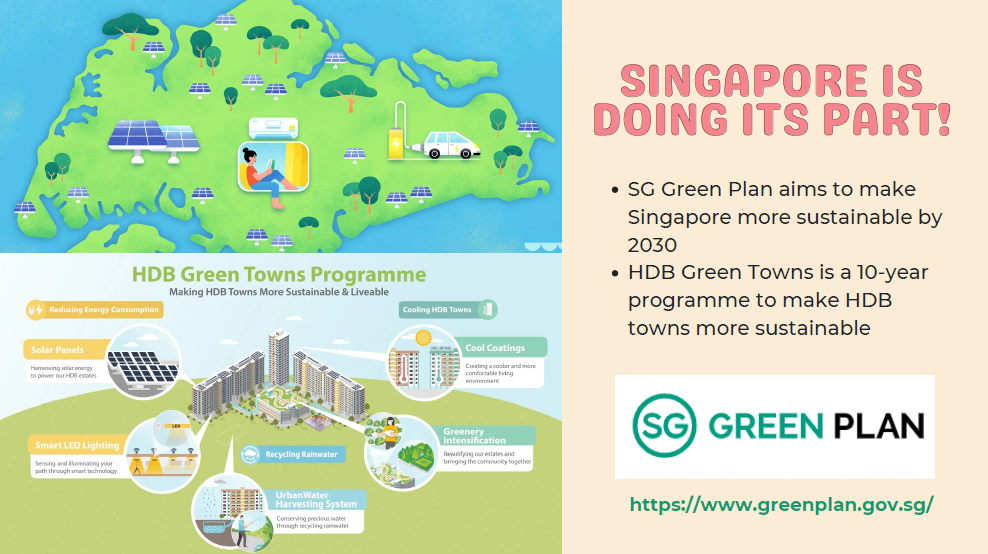 SINGAPORE IS
DOING ITS PART!
SG Green Plan aims to make
Singapore more sustainable by
2030
HDB Green Towns is a 10-year
programme to make HDB
towns more sustainable
SG GREEN PLAN
https://www.greenplan.gov.sg/
HDB Green Towns Programme
Making HDB Towns More Sustainable & Liveable
Reducing Energy Consumption
Cooling HDB Towns
Solar Panels
Harnessing solar energy
to power our HDB estates
COOL COATINGS
Cool Coatings
Creating a cooler and more
comfortable living
environment
LED
Smart LED Lighting
Sensing and illuminating your
path through smart technology
Greenery
Intensification
Beautifying our estates and
bringing the community together
Recycling Rainwater
UrbanWater
Harvesting System
Conserving precious water
through recycling rainwater